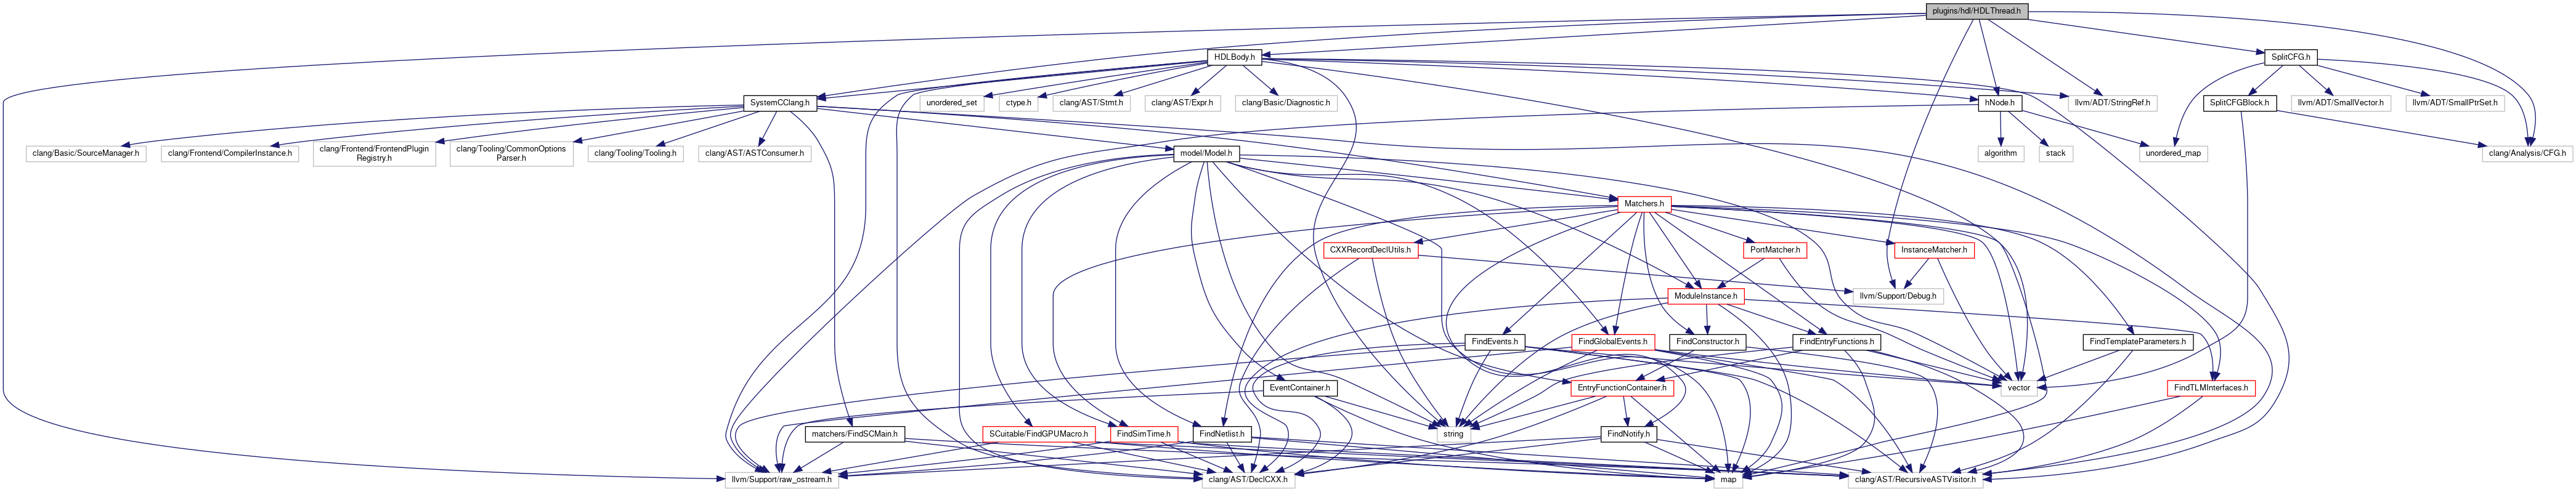 plugins/hdl/HDLThread.h
HDLBody.h
SplitCFG.h
SystemCClang.h
unordered_set
ctype.h
clang/AST/Stmt.h
clang/AST/Expr.h
clang/Basic/Diagnostic.h
hNode.h
llvm/ADT/StringRef.h
SplitCFGBlock.h
llvm/ADT/SmallVector.h
llvm/ADT/SmallPtrSet.h
clang/Basic/SourceManager.h
clang/Frontend/CompilerInstance.h
clang/Frontend/FrontendPlugin
Registry.h
clang/Tooling/CommonOptions
Parser.h
clang/Tooling/Tooling.h
clang/AST/ASTConsumer.h
model/Model.h
algorithm
stack
unordered_map
clang/Analysis/CFG.h
Matchers.h
CXXRecordDeclUtils.h
PortMatcher.h
InstanceMatcher.h
ModuleInstance.h
llvm/Support/Debug.h
FindEvents.h
FindGlobalEvents.h
FindConstructor.h
FindEntryFunctions.h
FindTemplateParameters.h
EventContainer.h
EntryFunctionContainer.h
vector
FindTLMInterfaces.h
matchers/FindSCMain.h
SCuitable/FindGPUMacro.h
FindSimTime.h
FindNetlist.h
string
FindNotify.h
llvm/Support/raw_ostream.h
clang/AST/DeclCXX.h
map
clang/AST/RecursiveASTVisitor.h